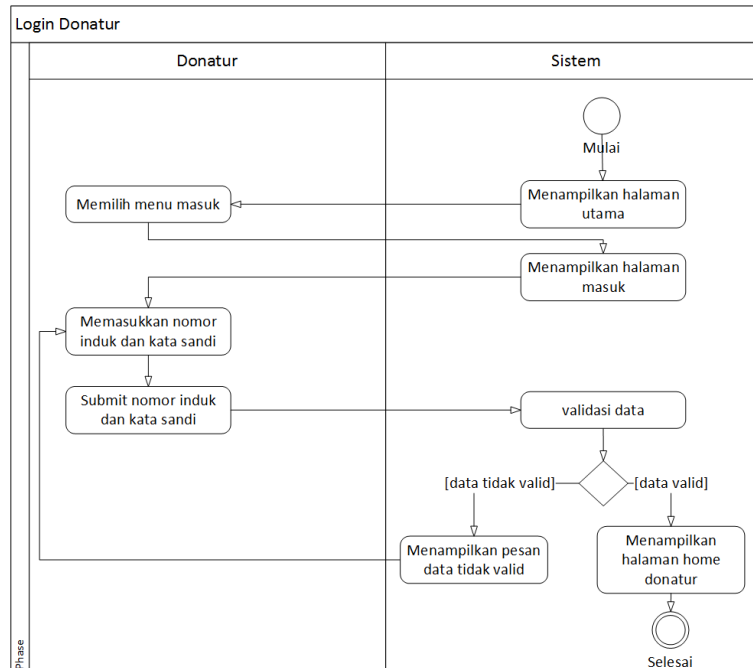 Login Donatur
Donatur
Sistem
Mulai
Menampilkan halaman
utama
Memilih menu masuk
Menampilkan halaman
masuk
Memasukkan nomor
induk dan kata sandi
Submit nomor induk
dan kata sandi
validasi data
[data tidak valid]
[data valid]
Menampilkan pesan
data tidak valid
Menampilkan
halaman home
donatur
Selesai
Phase